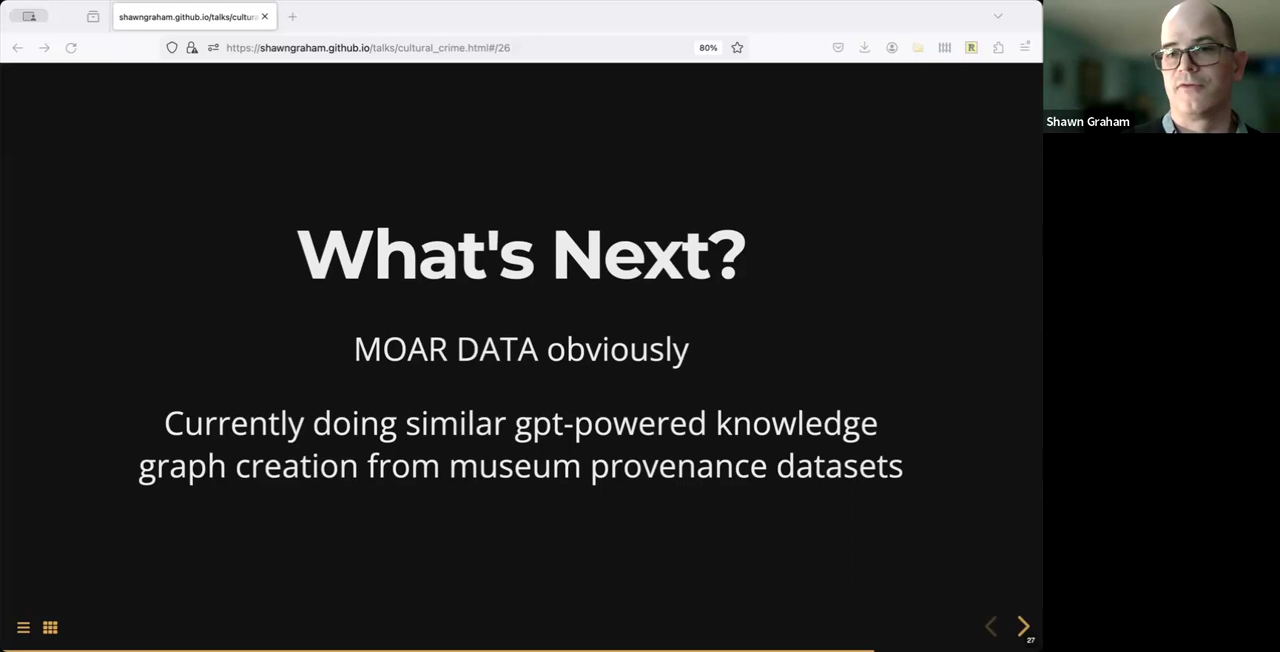 shawngraham.github.io/talks/cultura
https://shawngraham.github.io/talks/cultural_crime.html#/26
80%
R
Shawn Graham
What's Next?
MOAR DATA obviously
Currently doing similar gpt-powered knowledge
graph creation from museum provenance datasets
27